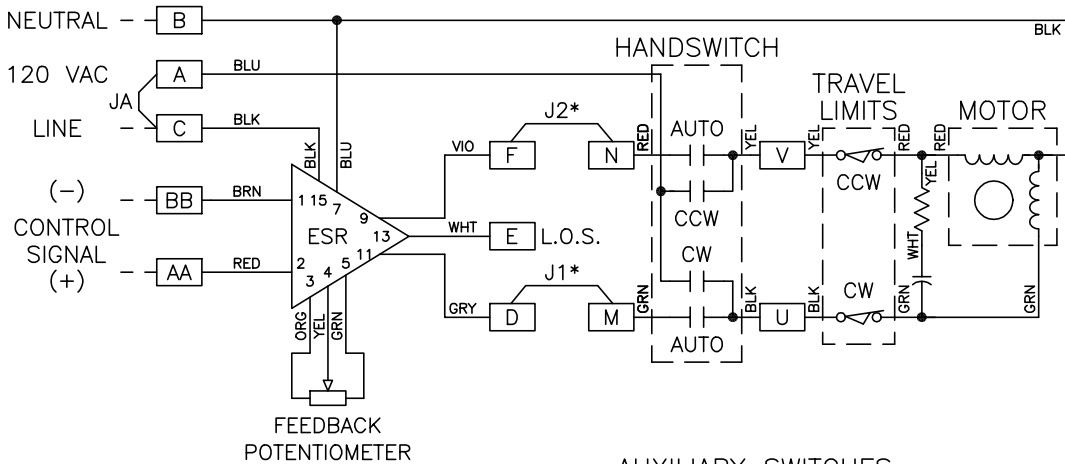 NEUTRAL
B
BLK
120 VAC
A
BLU
JA
LINE
C
BLK
BLK
BLU
(-)
CONTROL
SIGNAL
(+)
BB
BRN
AA
RED
1
15
7
9
13
11
2
3
4
5
ESR
VIO
WHT
GRY
ORG
YEL
GRN
FEEDBACK
POTENTIOMETER
F
J2*
N
E
L.O.S.
D
J1*
M
HANDSWITCH
RED
AUTO
YEL
CCW
CW
GRN
AUTO
BLK
V
YEL
U
BLK
TRAVEL
LIMITS
CCW
CW
RED
RED
YEL
WHT
GRN
MOTOR
GRN
AUXILIARY SWITCHES